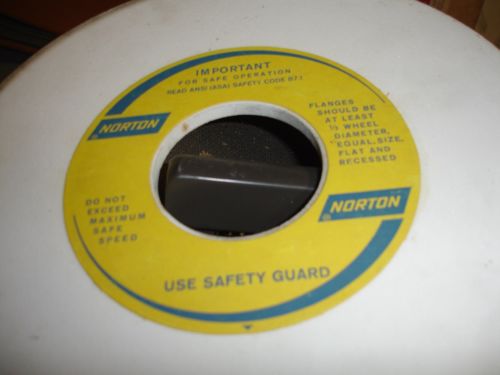 IMPORTANT
FOR SAFE OPERATION
READ ANSI (ASA) SAFETY CODE B7.1
NORTON
FLANGES
SHOULD BE
AT LEAST
1/3 WHEEL
DIAMETER,
EQUAL SIZE,
FLAT AND
RECESSED
DO NOT
EXCEED
MAXIMUM
SAFE
SPEED
NORTON
USE SAFETY GUARD